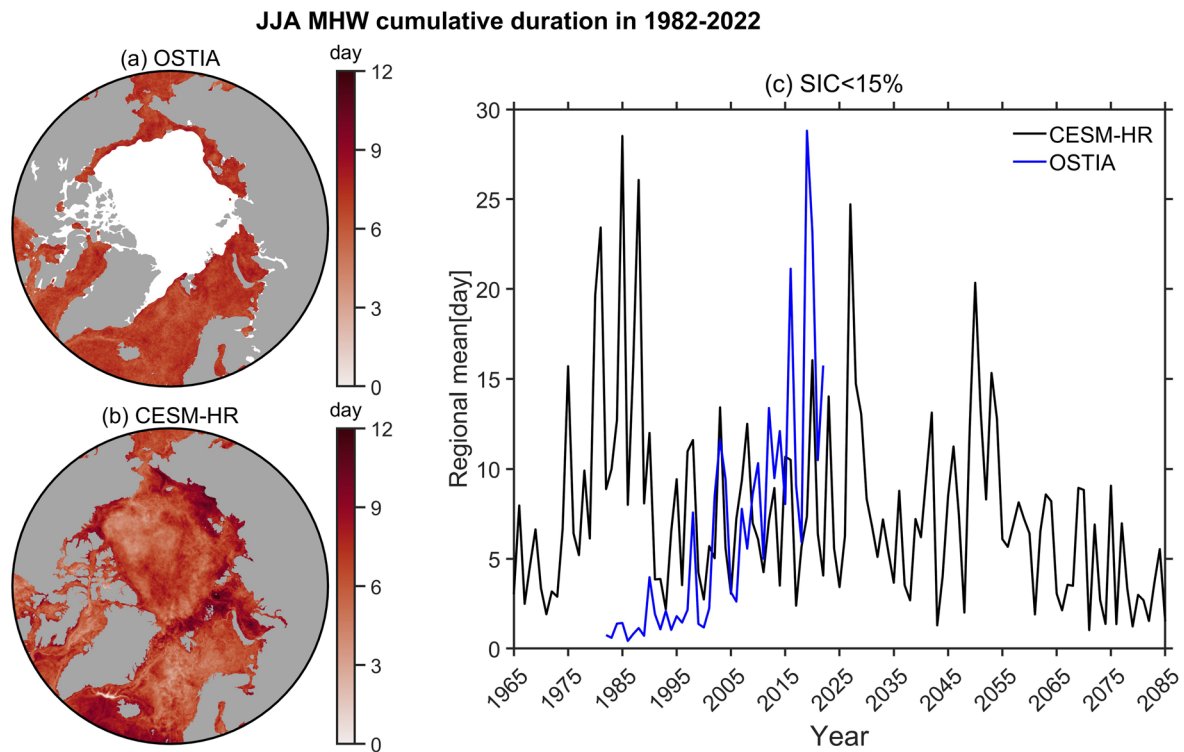 JJA MHW cumulative duration in 1982-2022
(a) OSTIA
day
12
9
6
3
0
(b) CESM-HR
day
12
9
6
3
0
(c) SIC<15%
CESM-HR
OSTIA
Regional mean[day]
30
25
20
15
10
5
0
1965 1975 1985 1995 2005 2015 2025 2035 2045 2055 2065 2075 2085
Year